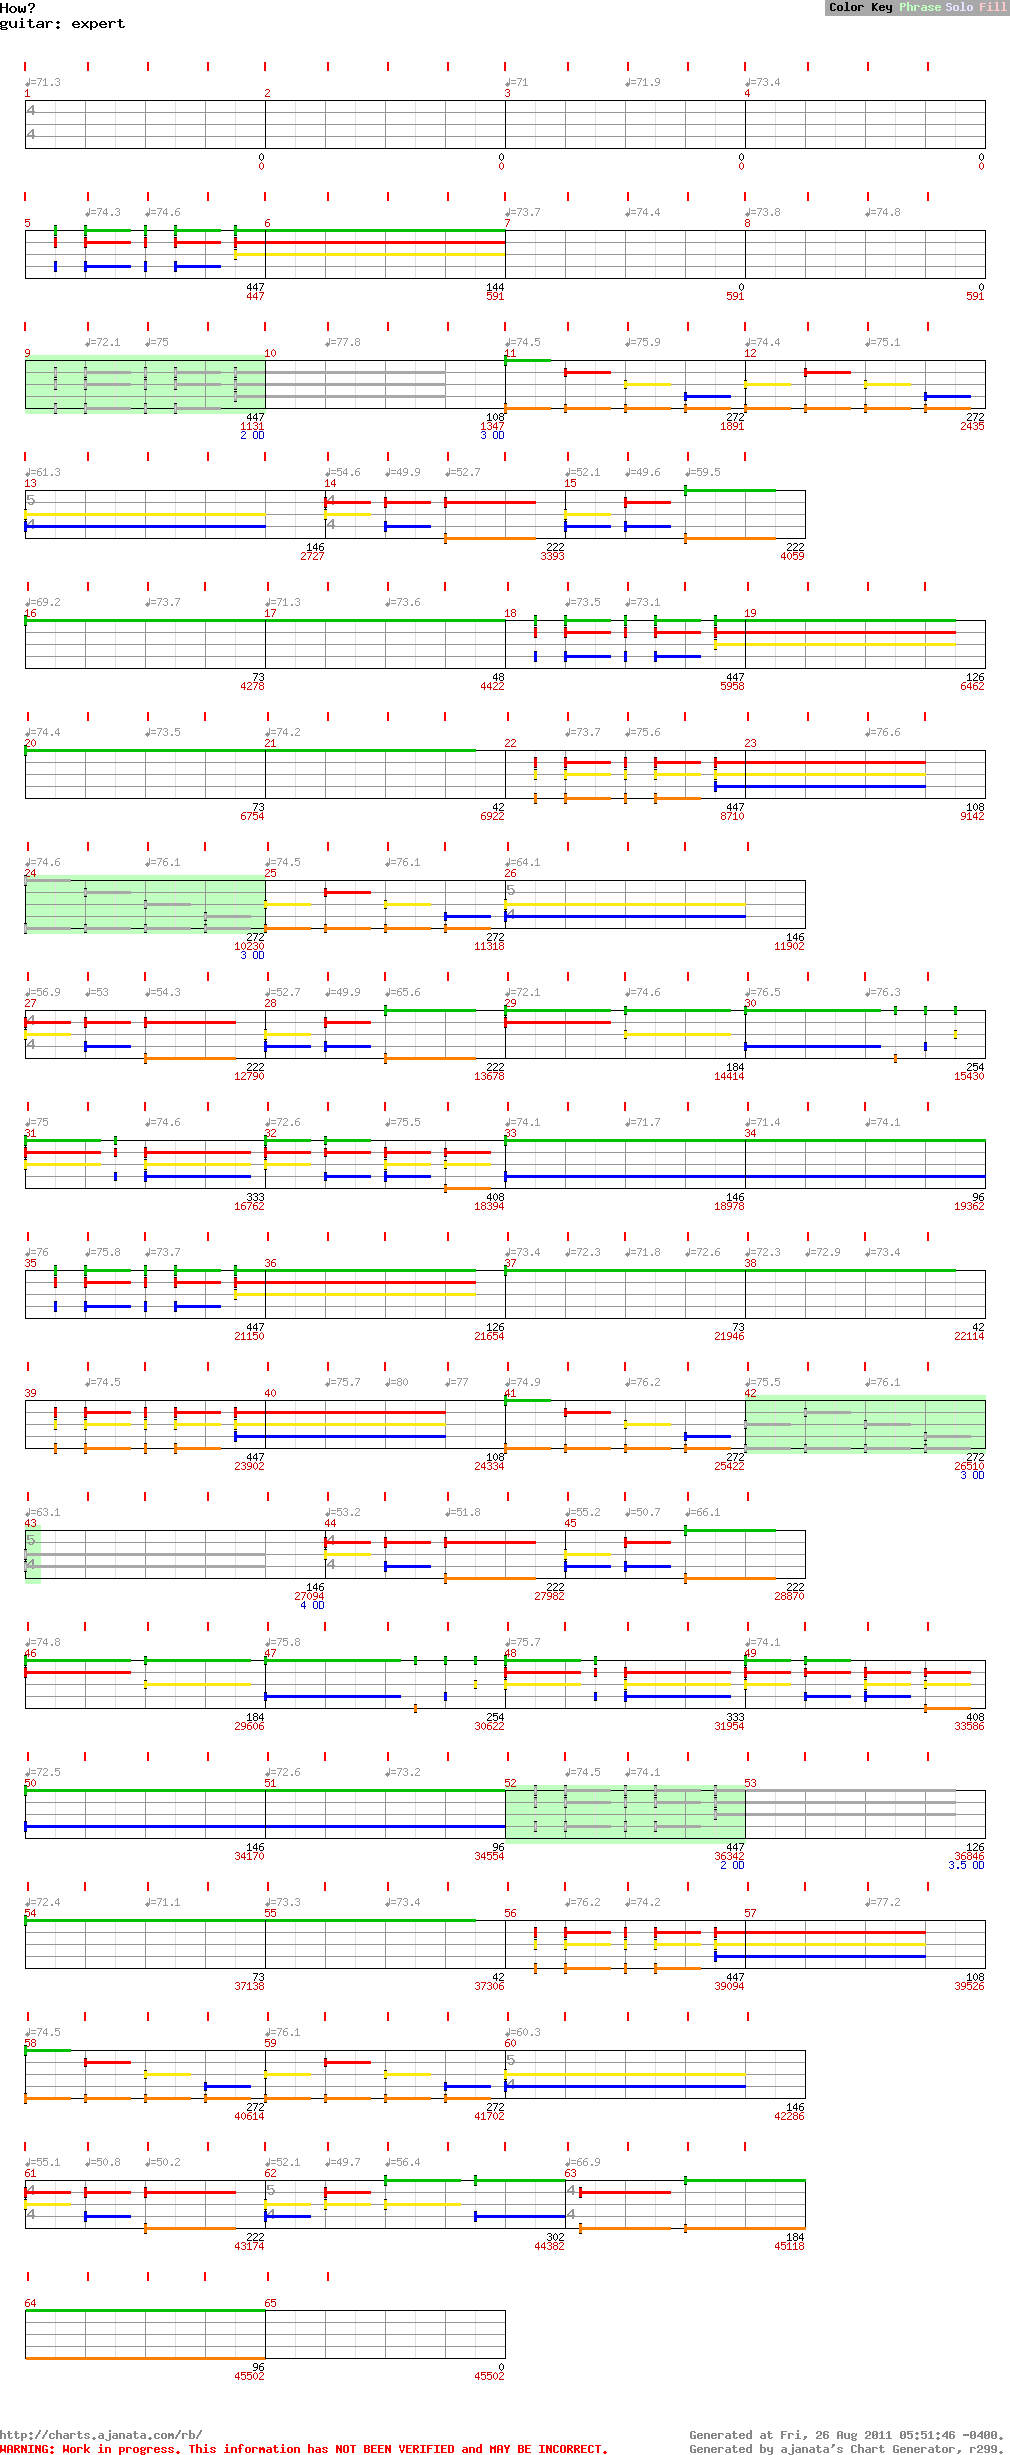 How?
guitar: expert
Color Key Phrase Solo Fill
♩=71.3 ♩=71 ♩=71.9 ♩=73.4
1 2 3 4
4
4
0 0 0 0
0 0 0 0
♩=74.3 ♩=74.6 ♩=73.7 ♩=74.4 ♩=73.8 ♩=74.8
5 6 7 8
447 144 0 0
447 591 591 591
♩=72.1 ♩=75 ♩=77.8 ♩=74.5 ♩=75.9 ♩=74.4 ♩=75.1
9 10 11 12
447 108 272 272
1131 1347 1891 2435
2 OD 3 OD
♩=61.3 ♩=54.6 ♩=49.9 ♩=52.7 ♩=52.1 ♩=49.6 ♩=59.5
13 14 15
5 4
4 4
146 222 222
2727 3393 4059
♩=69.2 ♩=73.7 ♩=71.3 ♩=73.6 ♩=73.5 ♩=73.1
16 17 18 19
73 48 447 126
4278 4422 5958 6462
♩=74.4 ♩=73.5 ♩=74.2 ♩=73.7 ♩=75.6 ♩=76.6
20 21 22 23
73 42 447 108
6754 6922 8710 9142
♩=74.6 ♩=76.1 ♩=74.5 ♩=76.1 ♩=64.1
24 25 26
5
4
272 272 146
10230 11318 11902
3 OD
♩=56.9 ♩=53 ♩=54.3 ♩=52.7 ♩=49.9 ♩=65.6 ♩=72.1 ♩=74.6 ♩=76.5 ♩=76.3
27 28 29 30
4
4
222 222 184 254
12790 13678 14414 15430
♩=75 ♩=74.6 ♩=72.6 ♩=75.5 ♩=74.1 ♩=71.7 ♩=71.4 ♩=74.1
31 32 33 34
333 408 146 96
16762 18394 18978 19362
♩=76 ♩=75.8 ♩=73.7 ♩=73.4 ♩=72.3 ♩=71.8 ♩=72.6 ♩=72.3 ♩=72.9 ♩=73.4
35 36 37 38
447 126 73 42
21150 21654 21946 22114
♩=74.5 ♩=75.7 ♩=80 ♩=77 ♩=74.9 ♩=76.2 ♩=75.5 ♩=76.1
39 40 41 42
447 108 272 272
23902 24334 25422 26510
3 OD
♩=63.1 ♩=53.2 ♩=51.8 ♩=55.2 ♩=50.7 ♩=66.1
43 44 45
5 4
4 4
146 222 222
27094 27982 28870
4 OD
♩=74.8 ♩=75.8 ♩=75.7 ♩=74.1
46 47 48 49
184 254 333 408
29606 30622 31954 33586
♩=72.5 ♩=72.6 ♩=73.2 ♩=74.5 ♩=74.1
50 51 52 53
146 96 447 126
34170 34554 36342 36846
2 OD 3.5 OD
♩=72.4 ♩=71.1 ♩=73.3 ♩=73.4 ♩=76.2 ♩=74.2 ♩=77.2
54 55 56 57
73 42 447 108
37138 37306 39094 39526
♩=74.5 ♩=76.1 ♩=60.3
58 59 60
5
4
272 272 146
40614 41702 42286
♩=55.1 ♩=50.8 ♩=50.2 ♩=52.1 ♩=49.7 ♩=56.4 ♩=66.9
61 62 63
4 5 4
4 4 4
222 302 184
43174 44382 45118
64 65
96 0
45502 45502
http://charts.ajanata.com/rb/
Generated at Fri, 26 Aug 2011 05:51:46 -0400.
WARNING: Work in progress. This information has NOT BEEN VERIFIED and MAY BE INCORRECT.
Generated by ajanata's Chart Generator, r299.